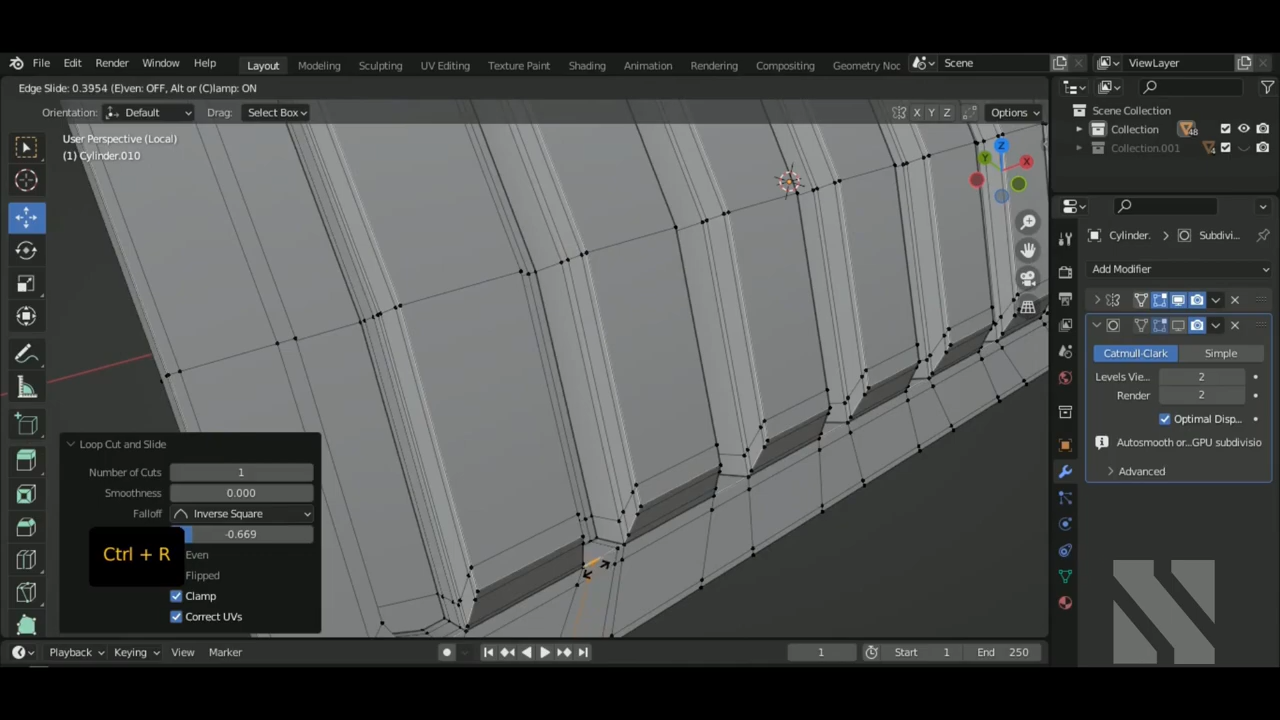 File Edit Render Window Help Layout Modeling Sculpting UV Editing Texture Paint Shading Animation Rendering Compositing Geometry Noc Scene ViewLayer
Edge Slide: 0.3954 (E)ven: OFF, Alt or (C)lamp: ON
Orientation: Default Drag: Select Box X Y Z Options
User Perspective (Local)
(1) Cylinder.010
Scene Collection
Collection 48
Collection.001 4
Z
Y
X
Cylinder. Subdivi...
Add Modifier
Catmull-Clark Simple
Levels Vie... 2
Render 2
Optimal Disp...
Autosmooth or...GPU subdivisio
Advanced
Loop Cut and Slide
Number of Cuts 1
Smoothness 0.000
Falloff Inverse Square
-0.669
Even
Flipped
Clamp
Correct UVs
Ctrl + R
Playback Keying View Marker 1 Start 1 End 250